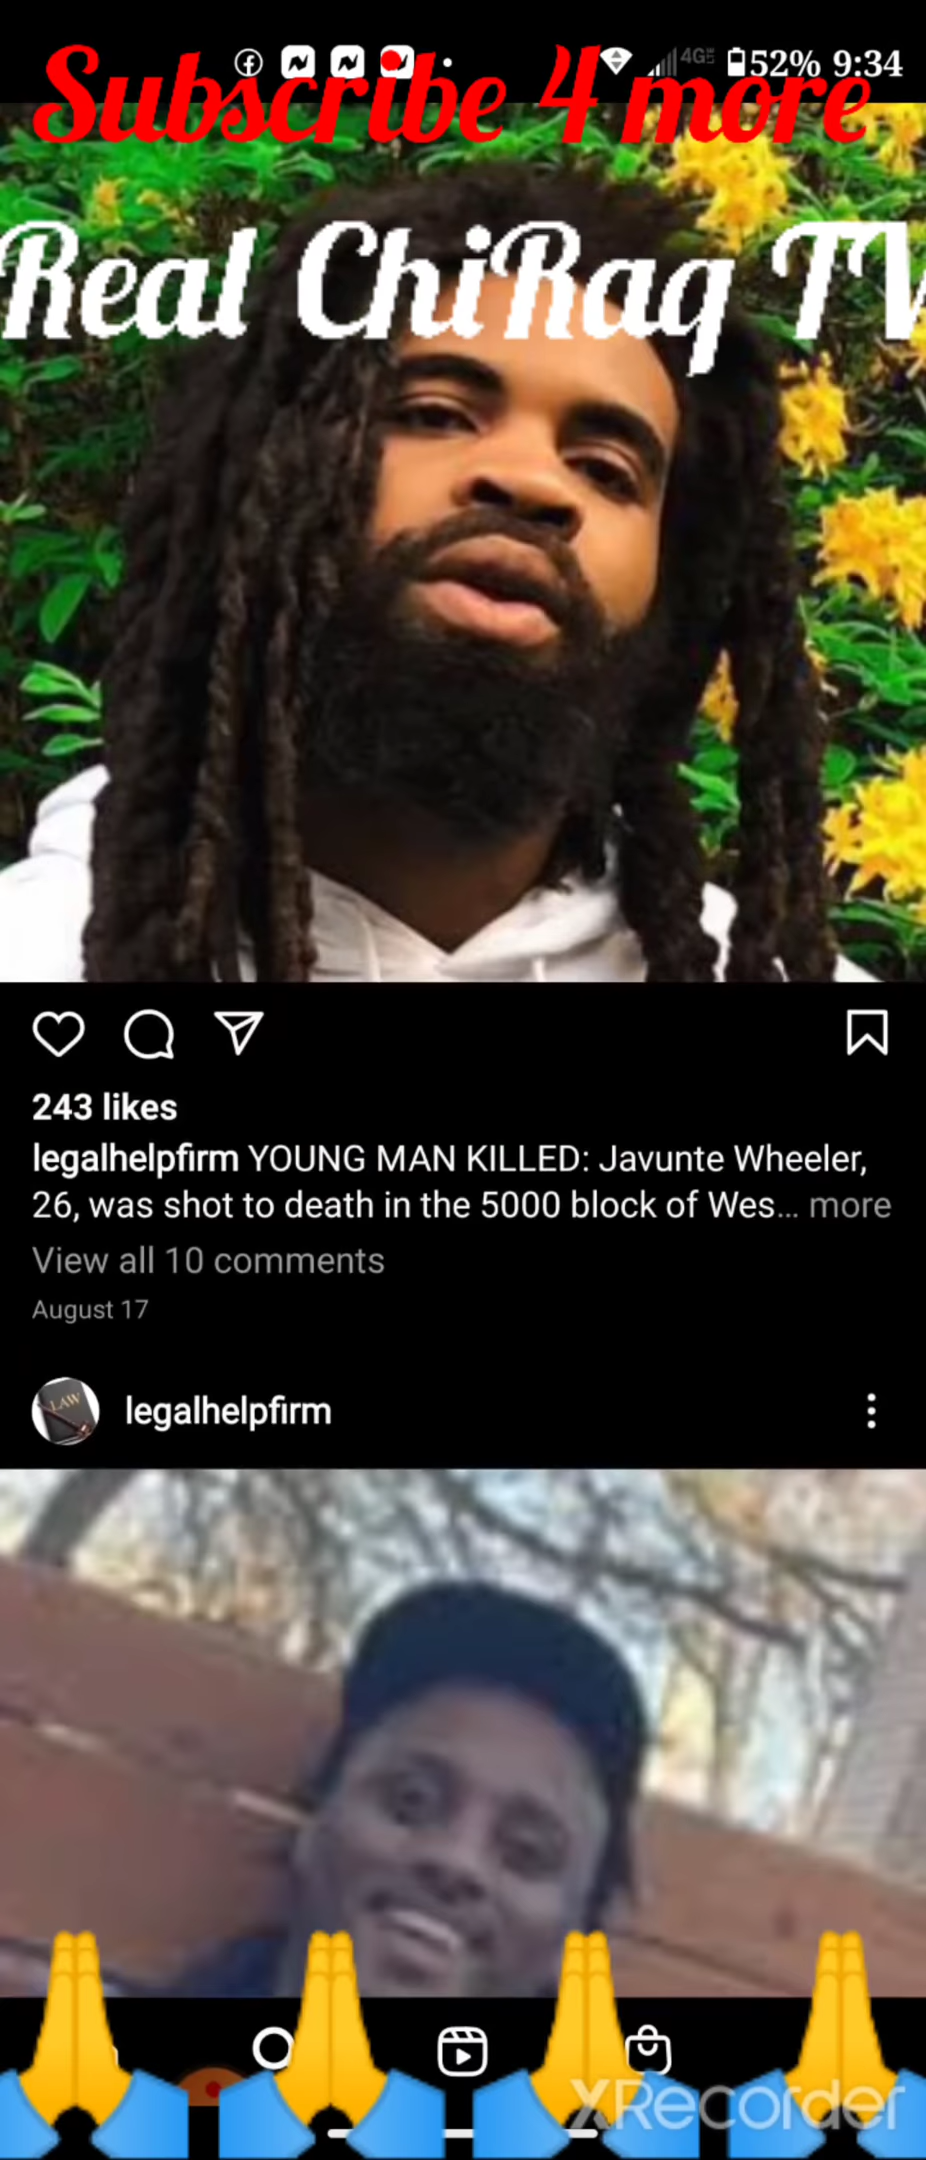 52% 9:34
Subscribe 4 more
Real ChiRaq TV
243 likes
legalhelpfirm YOUNG MAN KILLED: Javunte Wheeler,
26, was shot to death in the 5000 block of Wes... more
View all 10 comments
August 17
LAW
legalhelpfirm
XRecorder